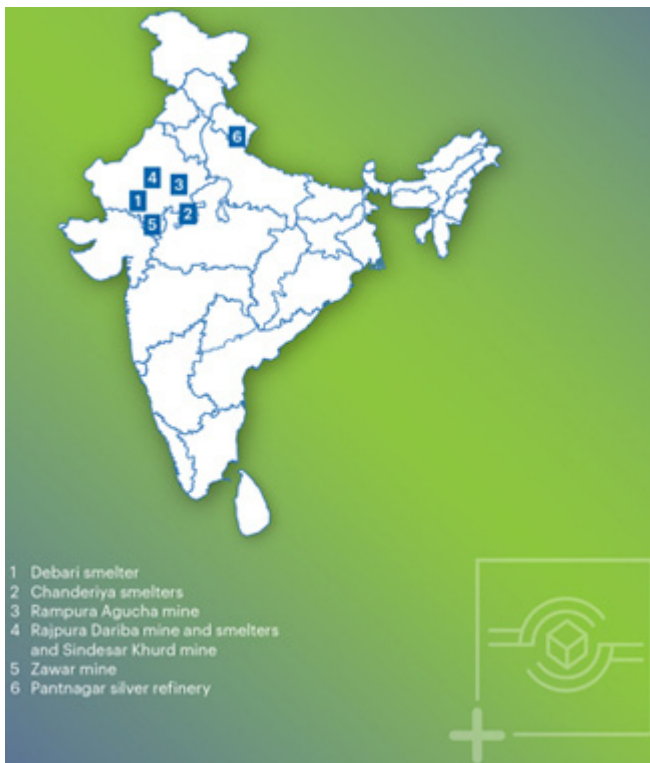 6
4
3
1
2
5
1 Debari smelter
2 Chanderiya smelters
3 Rampura Agucha mine
4 Rajpura Dariba mine and smelters
and Sindesar Khurd mine
5 Zawar mine
6 Pantnagar silver refinery